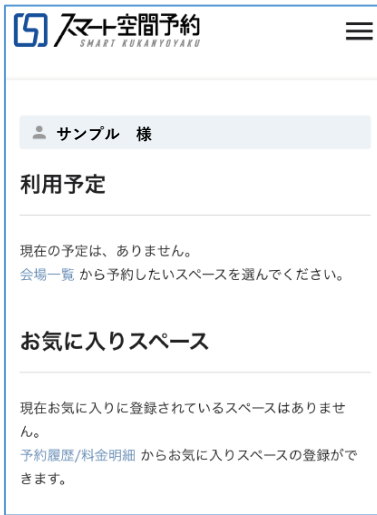 スマート空間予約
SMART KUKANYOYAKU
サンプル　様
利用予定
現在の予定は、ありません。
会場一覧 から予約したいスペースを選んでください。
お気に入りスペース
現在お気に入りに登録されているスペースはありませ
ん。
予約履歴/料金明細 からお気に入りスペースの登録がで
きます。